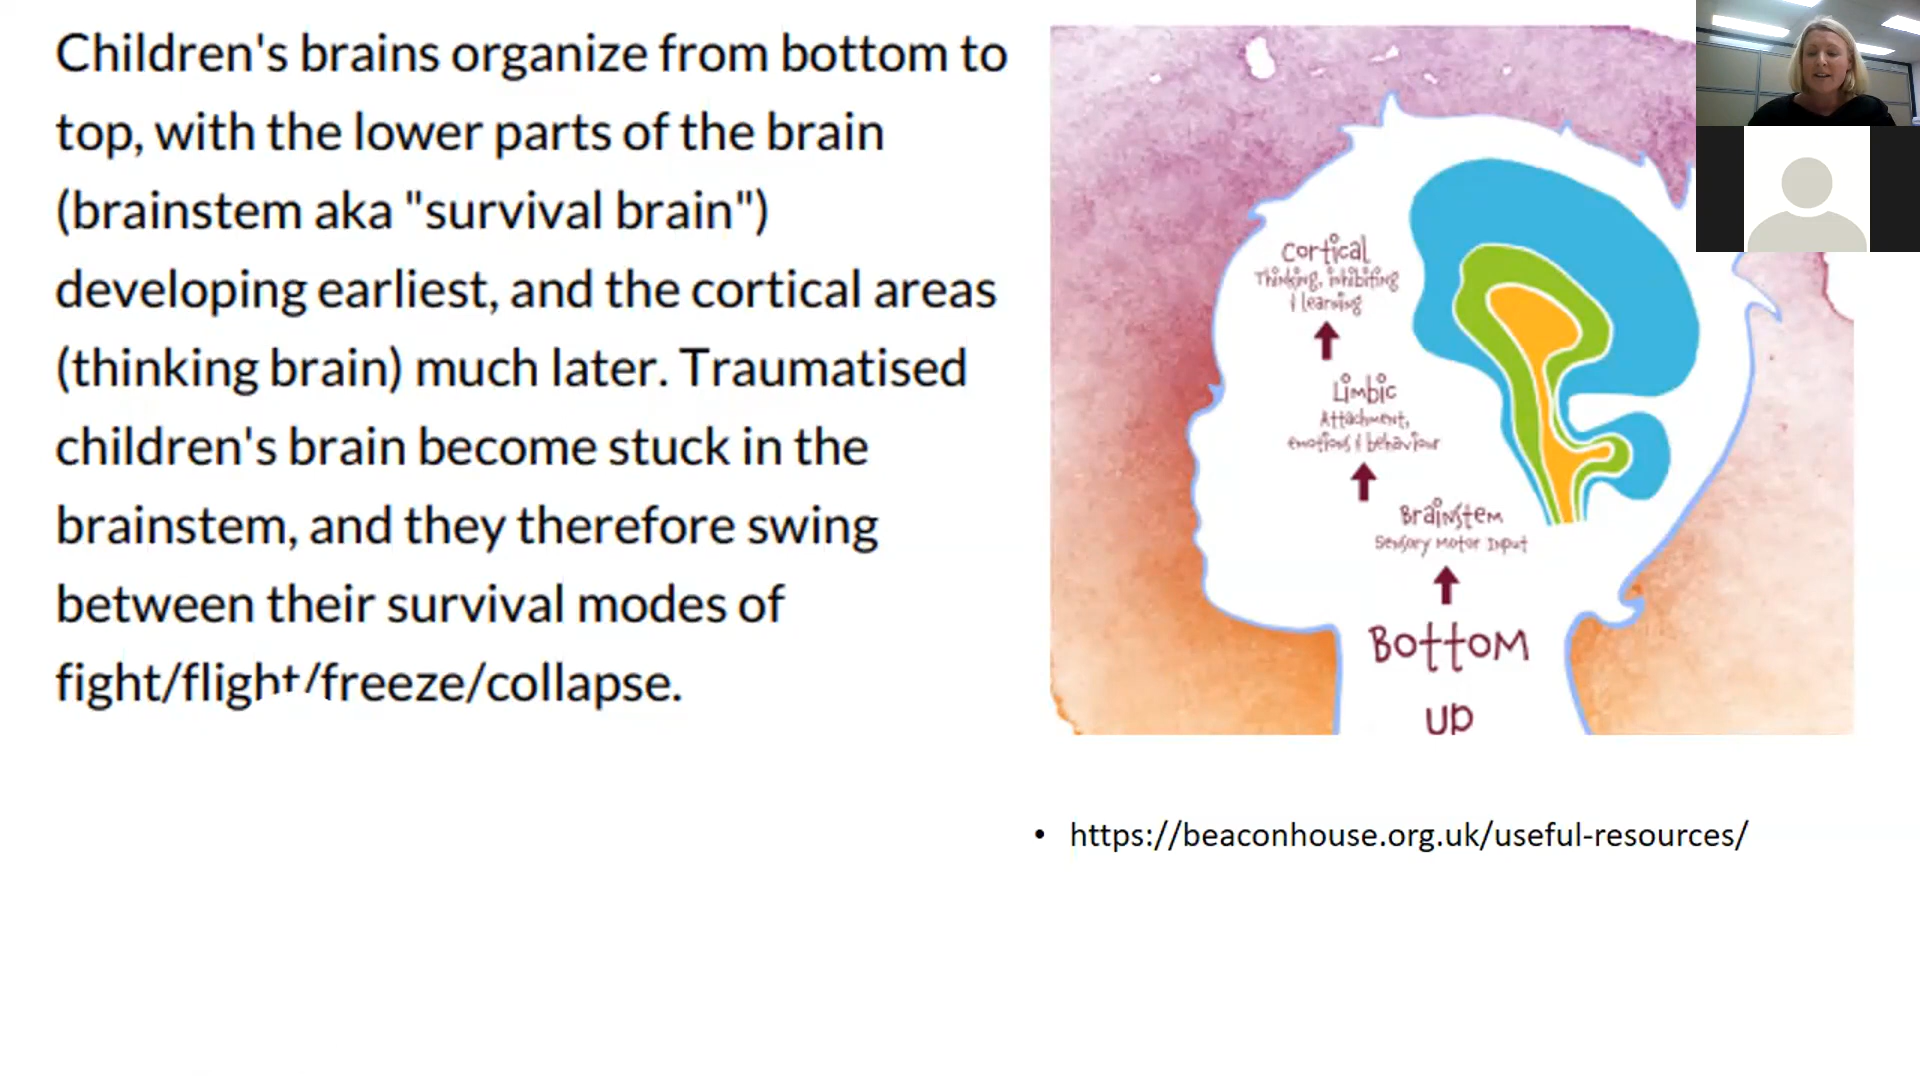 Children's brains organize from bottom to
top, with the lower parts of the brain
(brainstem aka "survival brain")
developing earliest, and the cortical areas
(thinking brain) much later. Traumatised
children's brain become stuck in the
brainstem, and they therefore swing
between their survival modes of
fight/flight/freeze/collapse.
Cortical
Thinking, inhibiting
& learning
Limbic
Attachment,
emotions & behaviour
Brainstem
Sensory Motor Input
Bottom
up
• https://beaconhouse.org.uk/useful-resources/